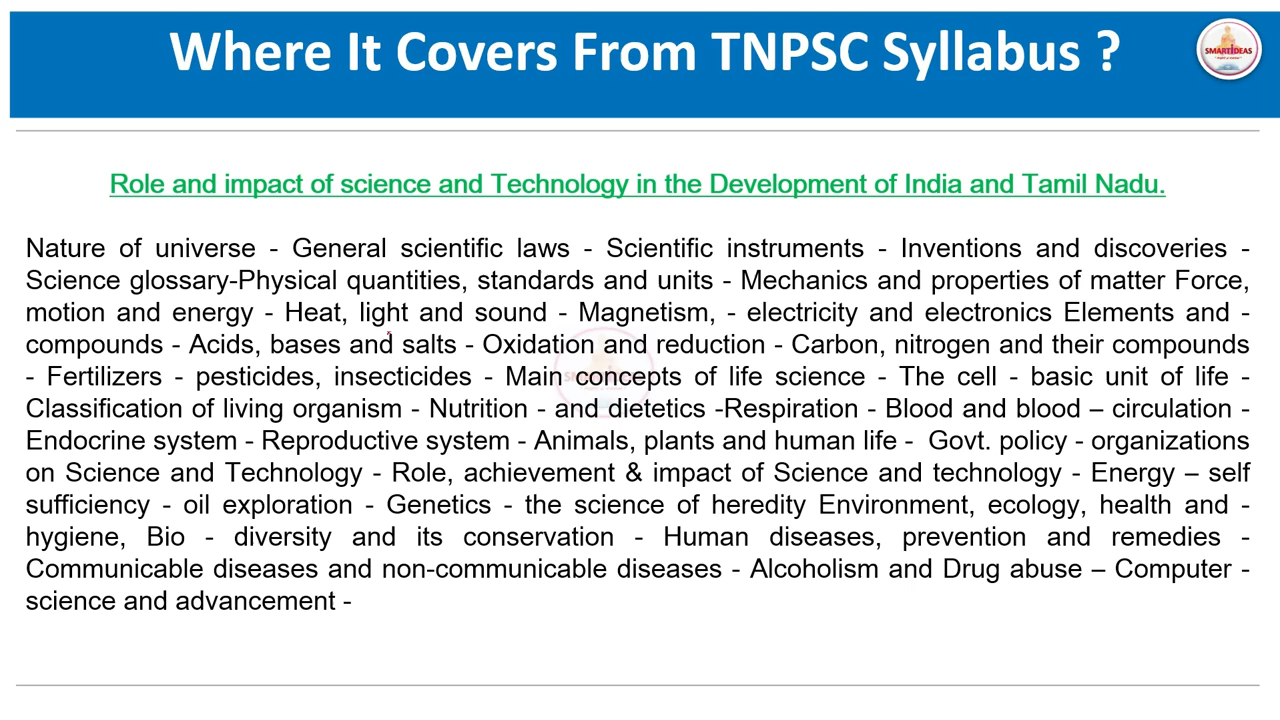 Where It Covers From TNPSC Syllabus ?
SMARTIDEAS
Role and impact of science and Technology in the Development of India and Tamil Nadu.
Nature of universe - General scientific laws - Scientific instruments - Inventions and discoveries -
Science glossary-Physical quantities, standards and units - Mechanics and properties of matter Force,
motion and energy - Heat, light and sound - Magnetism, - electricity and electronics Elements and -
compounds - Acids, bases and salts - Oxidation and reduction - Carbon, nitrogen and their compounds
- Fertilizers - pesticides, insecticides - Main concepts of life science - The cell - basic unit of life -
Classification of living organism - Nutrition - and dietetics -Respiration - Blood and blood – circulation -
Endocrine system - Reproductive system - Animals, plants and human life - Govt. policy - organizations
on Science and Technology - Role, achievement & impact of Science and technology - Energy – self
sufficiency - oil exploration - Genetics - the science of heredity Environment, ecology, health and -
hygiene, Bio - diversity and its conservation - Human diseases, prevention and remedies -
Communicable diseases and non-communicable diseases - Alcoholism and Drug abuse – Computer -
science and advancement -